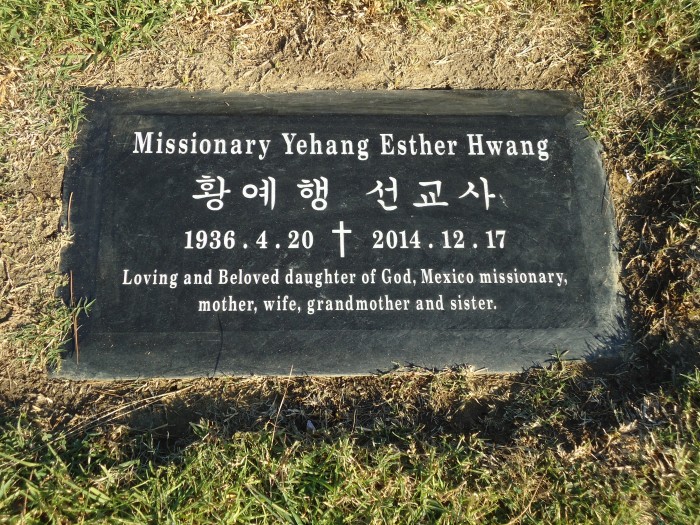 Missionary Yehang Esther Hwang
황예행 선교사
1936.4.20 † 2014.12.17
Loving and Beloved daughter of God, Mexico missionary,
mother, wife, grandmother and sister.